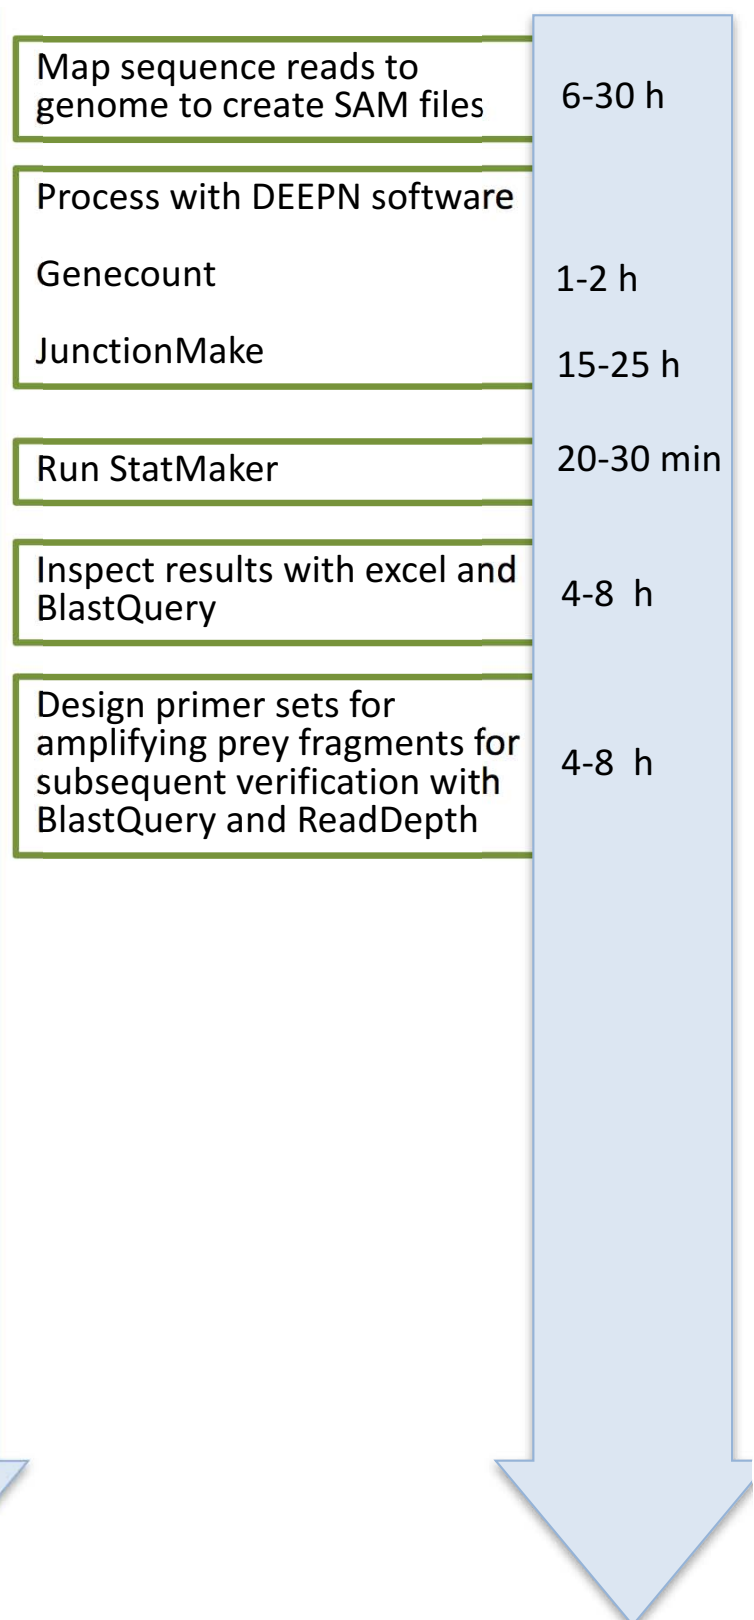 Map sequence reads to
genome to create SAM files
6-30 h
Process with DEEPN software
Genecount
1-2 h
JunctionMake
15-25 h
Run StatMaker
20-30 min
Inspect results with excel and
BlastQuery
4-8 h
Design primer sets for
amplifying prey fragments for
subsequent verification with
BlastQuery and ReadDepth
4-8 h